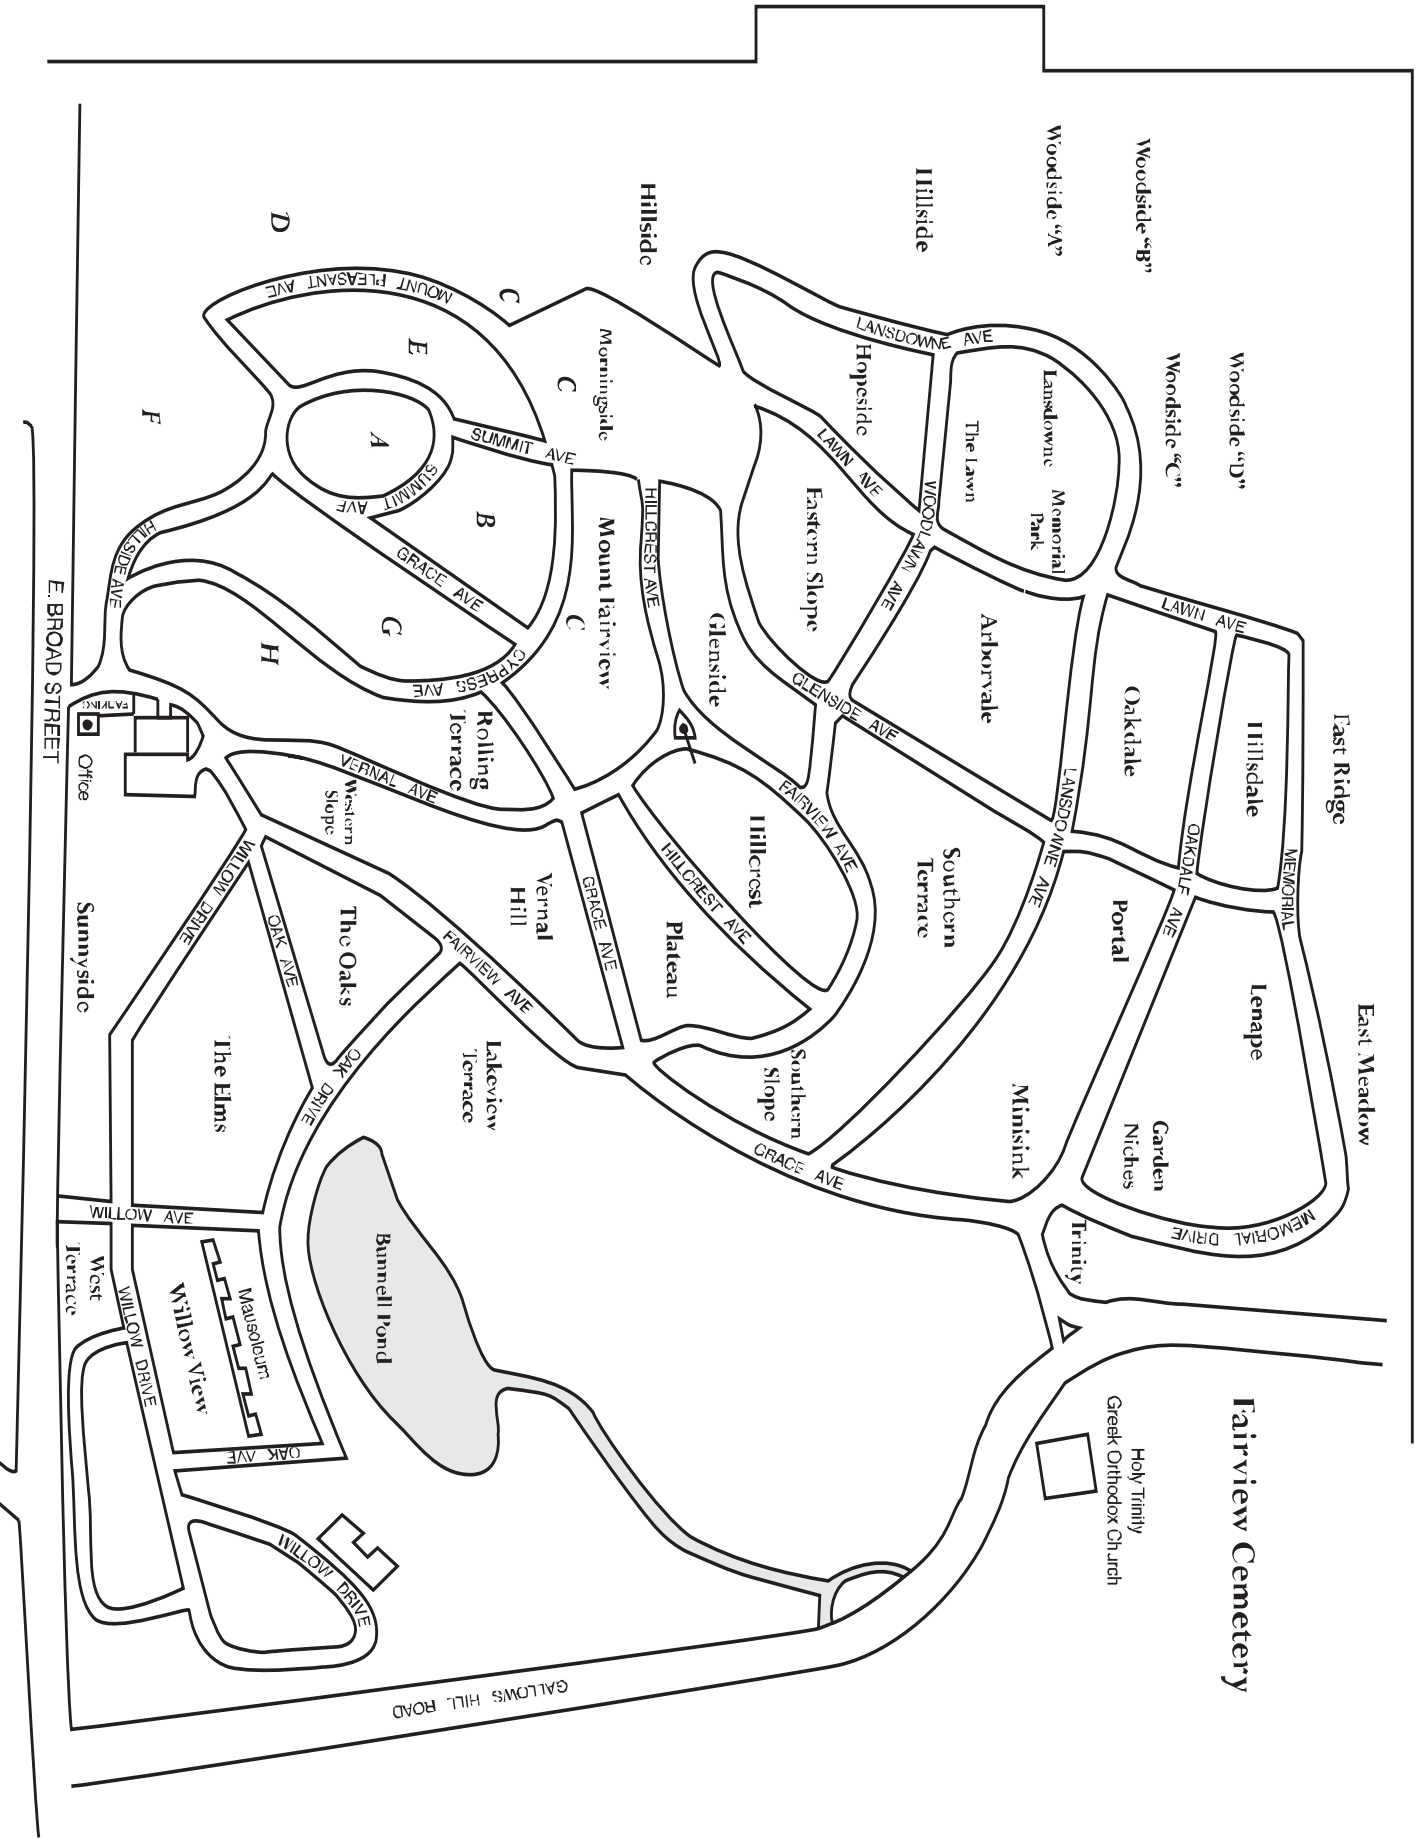 Fairview Cemetery
Holy Trinity
Greek Orthodox Church
East Ridge
East Meadow
Woodside "D"
Woodside "C"
Woodside "B"
Woodside "A"
Hillside
Hillside
LAWN AVE
MEMORIAL
Hillsdale
Lenape
OAKDALE AVE
Oakdale
Portal
Garden
Niches
MEMORIAL DRIVE
Trinity
Lansdowne
Memorial
Park
The Lawn
LANSDOWNE AVE
LANSDOWNE AVE
Arborvale
Minisink
Hopeside
WOODLAWN AVE
LAWN AVE
Southern
Terrace
Eastern Slope
GLENSIDE AVE
FAIRVIEW AVE
Southern
Slope
GRACE AVE
Glenside
Hillcrest
HILLCREST AVE
Plateau
HILLCREST AVE
Morningside
C
C
C
Mount Fairview
GRACE AVE
Vernal
Hill
FAIRVIEW AVE
Lakeview
Terrace
SUMMIT AVE
SUMMIT AVE
B
CYPRESS AVE
Rolling
Terrace
VERNAL AVE
Western
Slope
MOUNT PLEASANT AVE
E
A
GRACE AVE
G
D
H
F
HILLSIDE AVE
The Oaks
OAK AVE
OAK DRIVE
The Elms
WILLOW DRIVE
Bunnell Pond
Mausoleum
Willow View
WILLOW AVE
OAK AVE
WILLOW DRIVE
WILLOW DRIVE
West
Terrace
GALLOWS HILL ROAD
PARKING
Office
Sunnyside
E. BROAD STREET